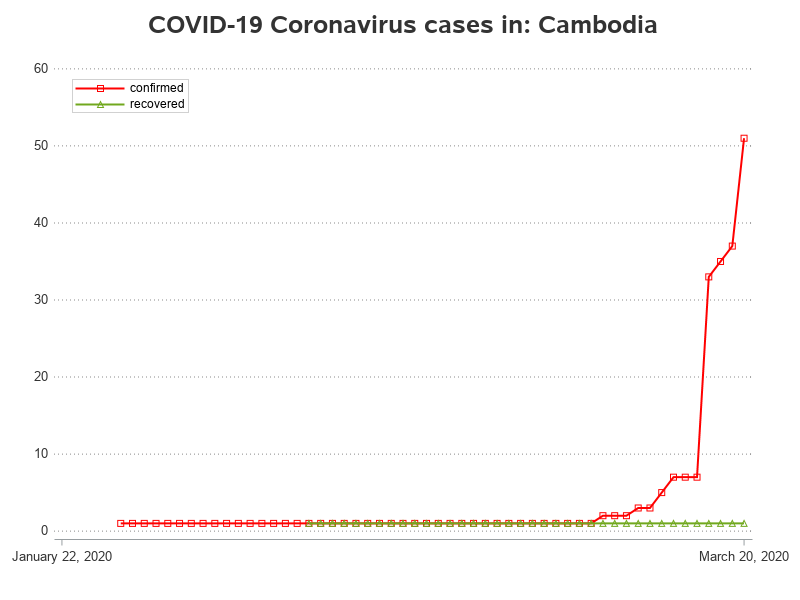 COVID-19 Coronavirus cases in: Cambodia
60
confirmed
recovered
50
40
30
20
10
0
January 22, 2020
March 20, 2020